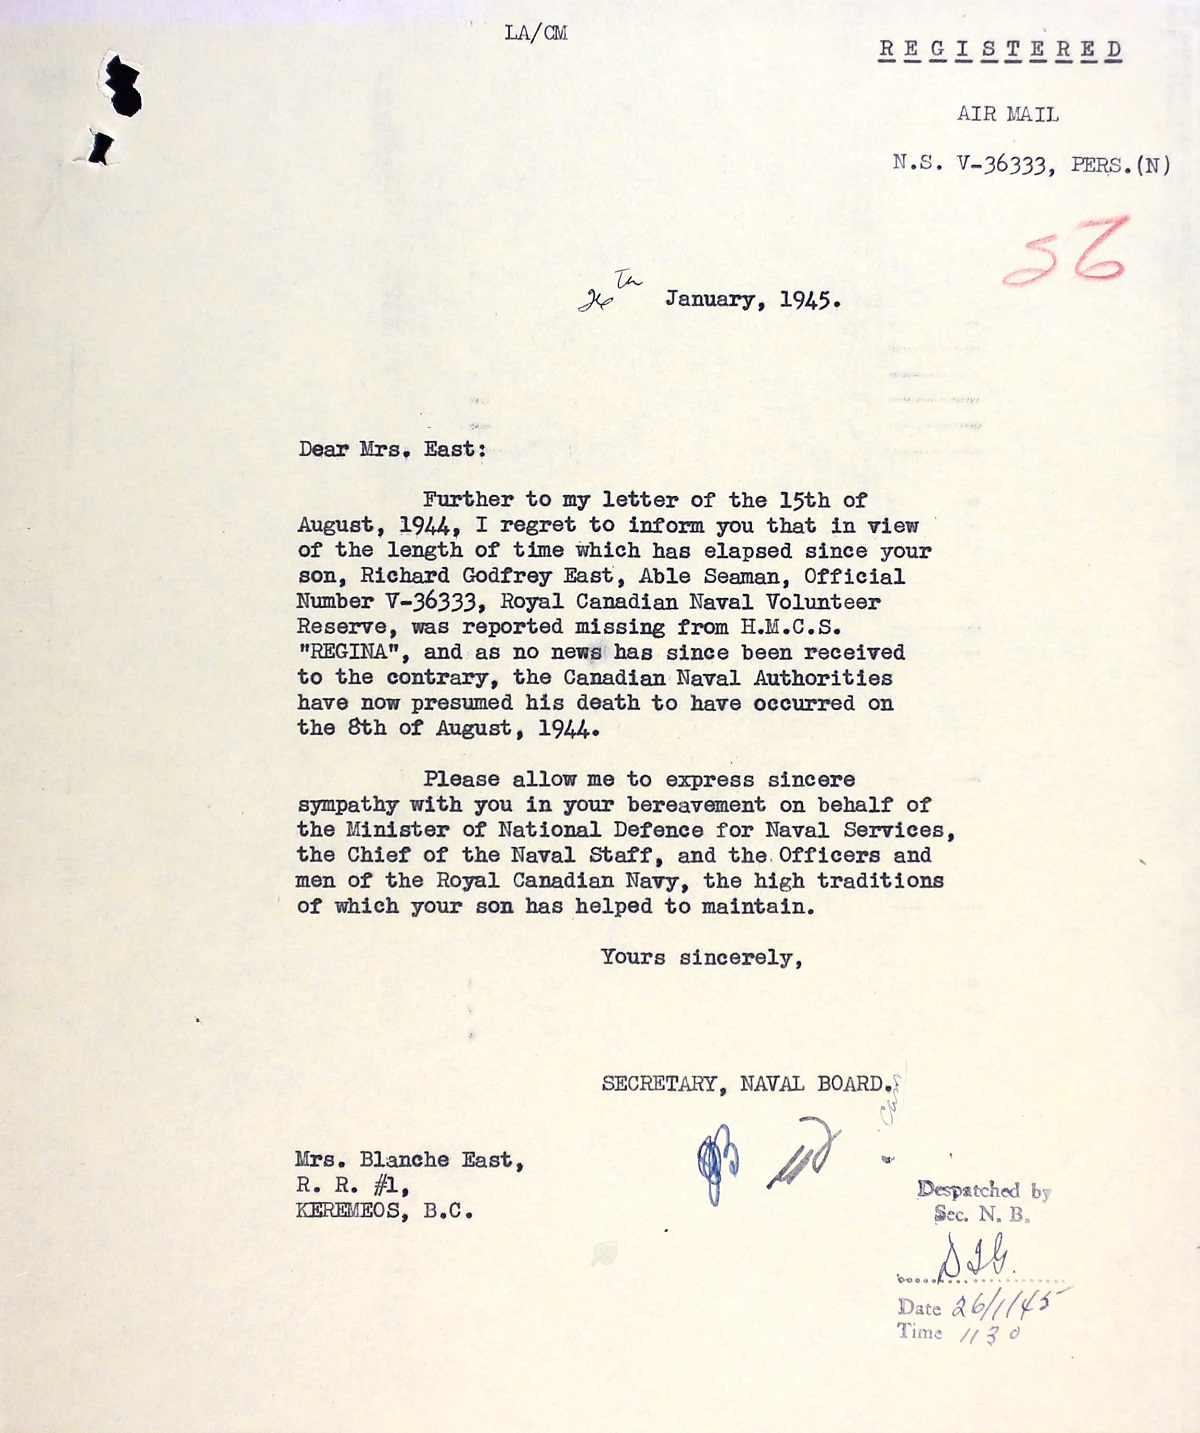 LA/CM
REGISTERED
AIR MAIL
N.S. V-36333, PERS.(N)
56
26th January, 1945.
Dear Mrs. East:
Further to my letter of the 15th of
August, 1944, I regret to inform you that in view
of the length of time which has elapsed since your
son, Richard Godfrey East, Able Seaman, Official
Number V-36333, Royal Canadian Naval Volunteer
Reserve, was reported missing from H.M.C.S.
"REGINA", and as no news has since been received
to the contrary, the Canadian Naval Authorities
have now presumed his death to have occurred on
the 8th of August, 1944.
Please allow me to express sincere
sympathy with you in your bereavement on behalf of
the Minister of National Defence for Naval Services,
the Chief of the Naval Staff, and the Officers and
men of the Royal Canadian Navy, the high traditions
of which your son has helped to maintain.
Yours sincerely,
SECRETARY, NAVAL BOARD.
Mrs. Blanche East,
R. R. #1,
KEREMEOS, B.C.
Despatched by
Sec. N. B.
Date 26/1/45
Time 1130